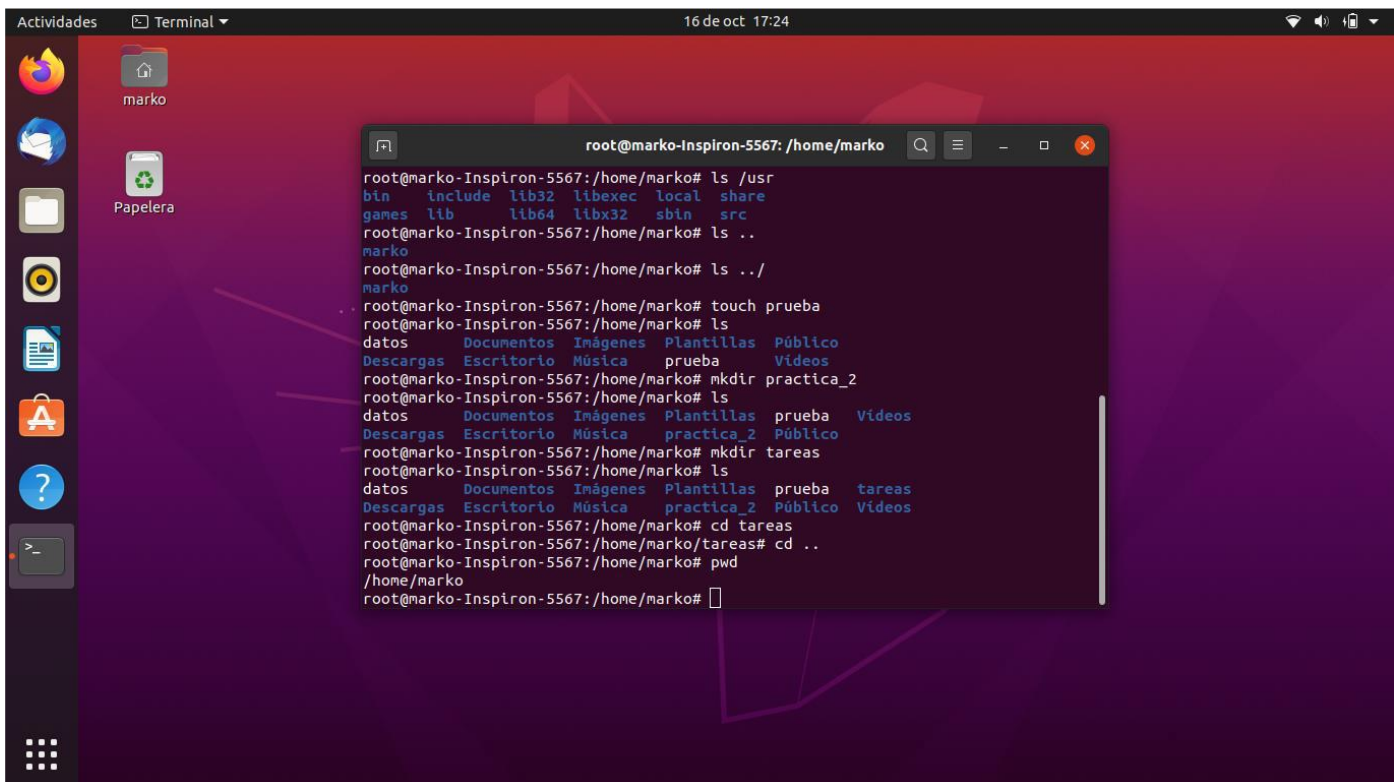 Actividades Terminal 16 de oct 17:24
marko
Papelera
root@marko-Inspiron-5567: /home/marko
root@marko-Inspiron-5567:/home/marko# ls /usr
bin include lib32 libexec local share
games lib lib64 libx32 sbin src
root@marko-Inspiron-5567:/home/marko# ls ..
marko
root@marko-Inspiron-5567:/home/marko# ls ../
marko
root@marko-Inspiron-5567:/home/marko# touch prueba
root@marko-Inspiron-5567:/home/marko# ls
datos Documentos Imágenes Plantillas Público
Descargas Escritorio Música prueba Vídeos
root@marko-Inspiron-5567:/home/marko# mkdir practica_2
root@marko-Inspiron-5567:/home/marko# ls
datos Documentos Imágenes Plantillas prueba Vídeos
Descargas Escritorio Música practica_2 Público
root@marko-Inspiron-5567:/home/marko# mkdir tareas
root@marko-Inspiron-5567:/home/marko# ls
datos Documentos Imágenes Plantillas prueba tareas
Descargas Escritorio Música practica_2 Público Vídeos
root@marko-Inspiron-5567:/home/marko# cd tareas
root@marko-Inspiron-5567:/home/marko/tareas# cd ..
root@marko-Inspiron-5567:/home/marko# pwd
/home/marko
root@marko-Inspiron-5567:/home/marko#